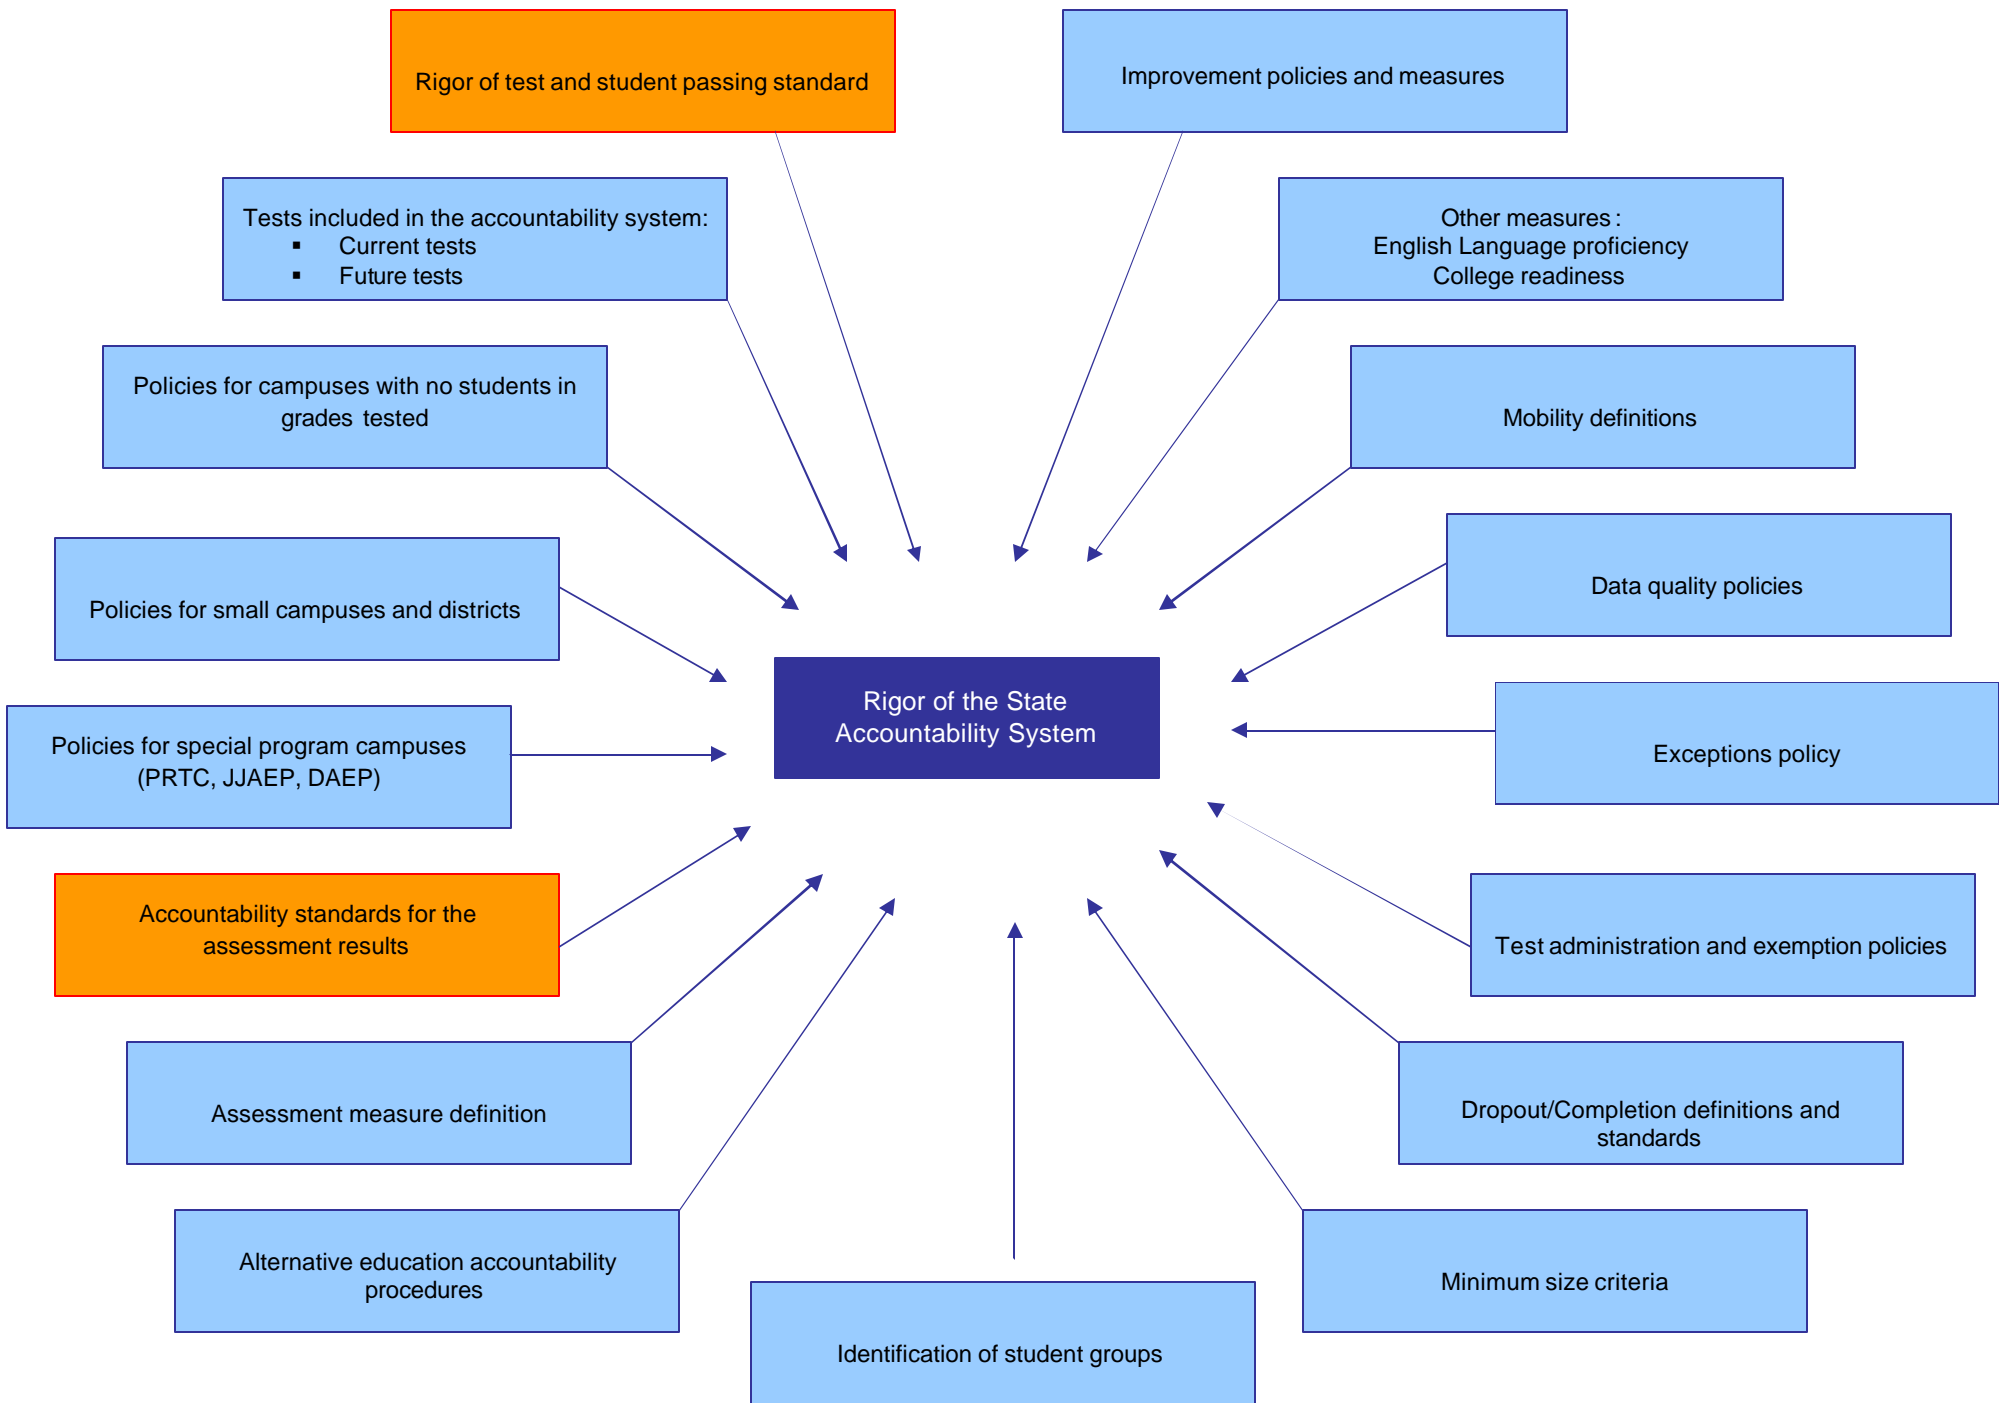 Rigor of test and student passing standard
Improvement policies and measures
Tests included in the accountability system:
▪ Current tests
▪ Future tests
Other measures :
English Language proficiency
College readiness
Policies for campuses with no students in
grades tested
Mobility definitions
Policies for small campuses and districts
Data quality policies
Rigor of the State
Accountability System
Policies for special program campuses
(PRTC, JJAEP, DAEP)
Exceptions policy
Accountability standards for the
assessment results
Test administration and exemption policies
Assessment measure definition
Dropout/Completion definitions and
standards
Alternative education accountability
procedures
Minimum size criteria
Identification of student groups